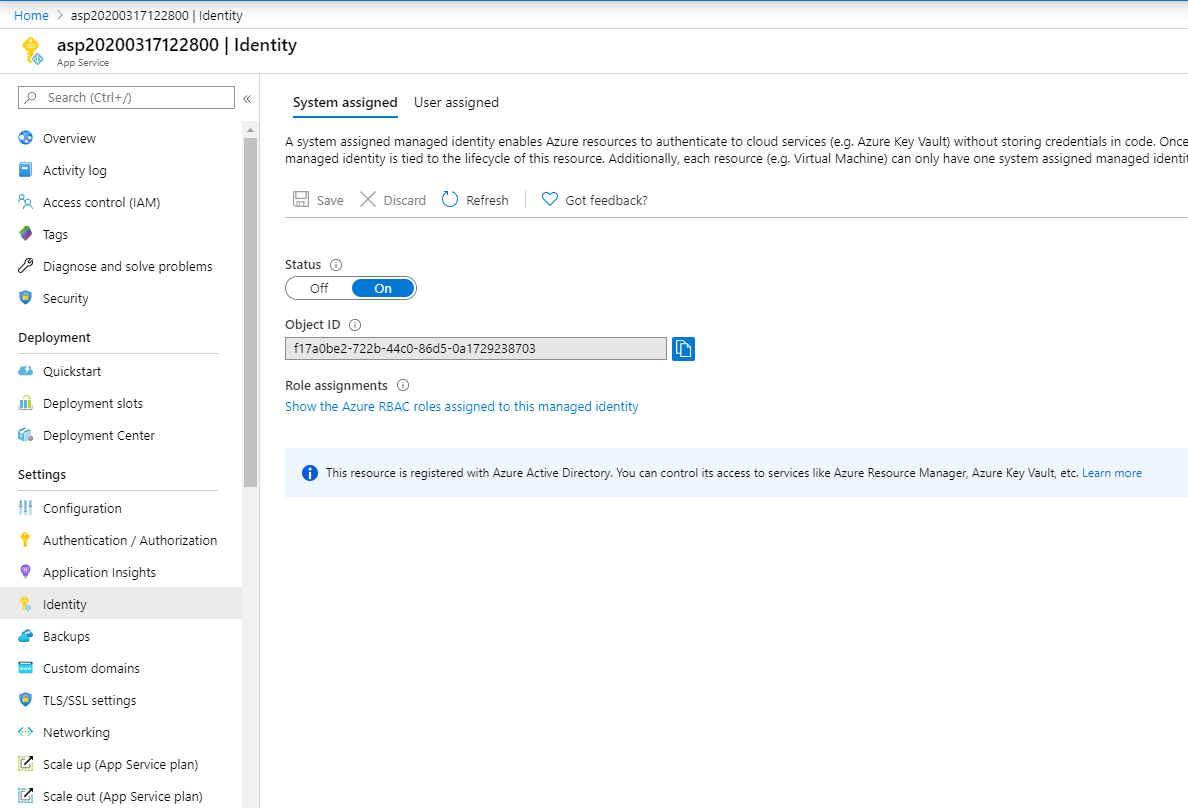 Home > asp20200317122800 | Identity
asp20200317122800 | Identity
App Service
Search (Ctrl+/)
«
Overview
Activity log
Access control (IAM)
Tags
Diagnose and solve problems
Security
Deployment
Quickstart
Deployment slots
Deployment Center
Settings
Configuration
Authentication / Authorization
Application Insights
Identity
Backups
Custom domains
TLS/SSL settings
Networking
Scale up (App Service plan)
Scale out (App Service plan)
System assigned User assigned
A system assigned managed identity enables Azure resources to authenticate to cloud services (e.g. Azure Key Vault) without storing credentials in code. Once
managed identity is tied to the lifecycle of this resource. Additionally, each resource (e.g. Virtual Machine) can only have one system assigned managed identi
Save Discard Refresh Got feedback?
Status
Off On
Object ID
f17a0be2-722b-44c0-86d5-0a1729238703
Role assignments
Show the Azure RBAC roles assigned to this managed identity
This resource is registered with Azure Active Directory. You can control its access to services like Azure Resource Manager, Azure Key Vault, etc. Learn more